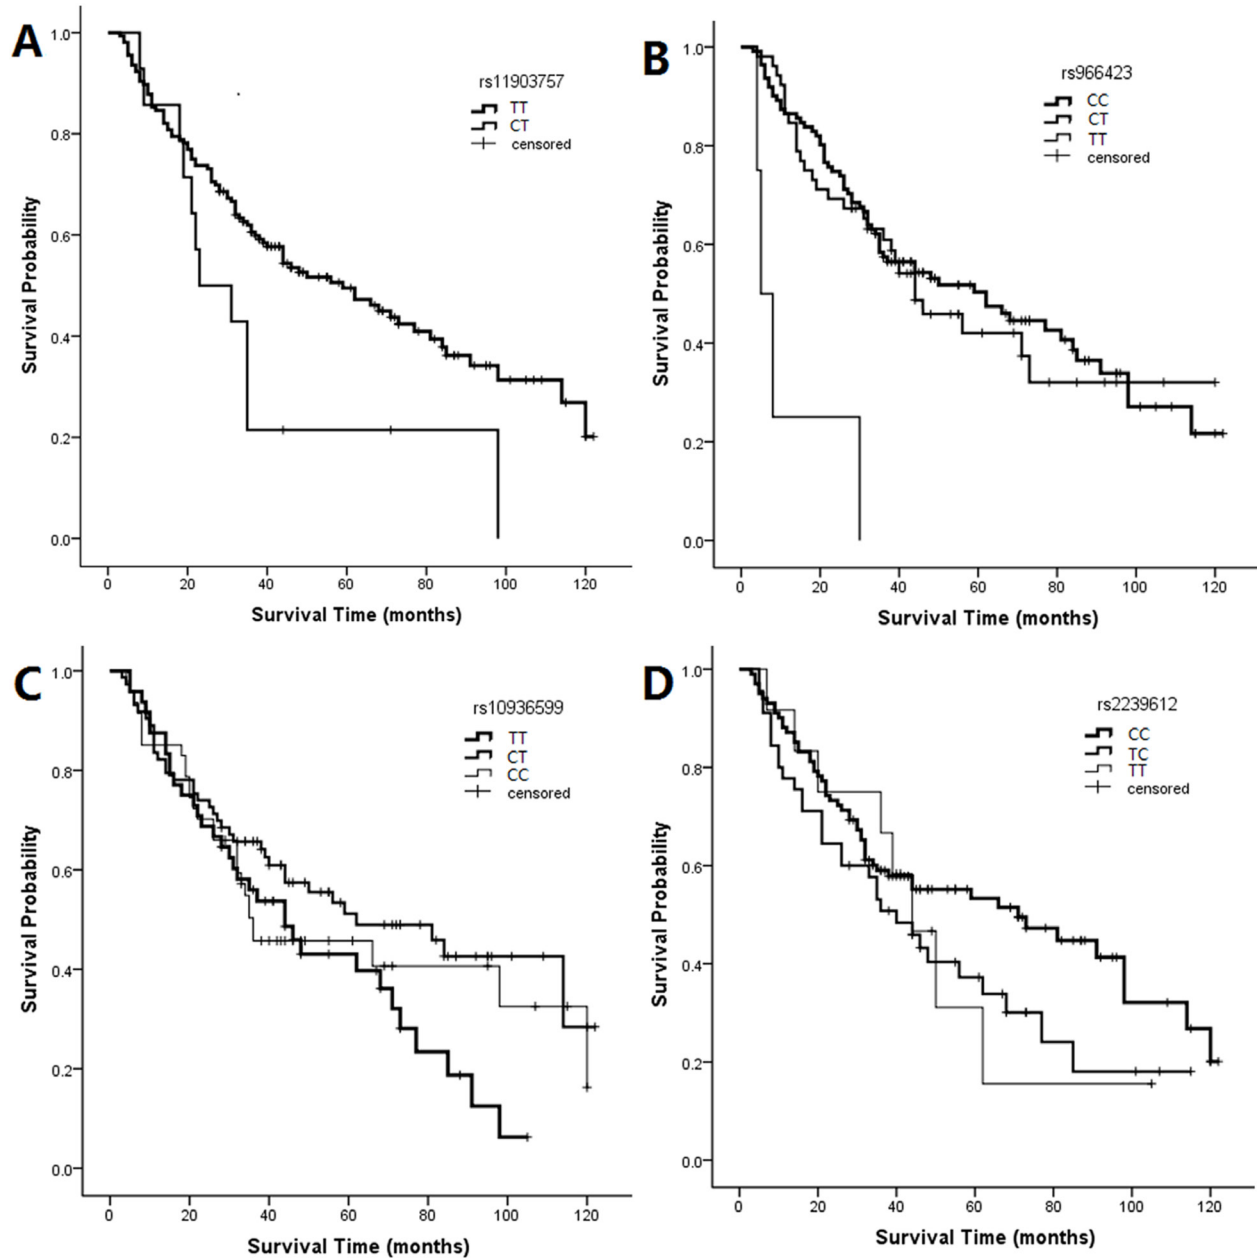 A
rs11903757
TT
CT
censored
Survival Probability
1.0
0.8
0.6
0.4
0.2
0.0
0 20 40 60 80 100 120
Survival Time (months)
B
rs966423
CC
CT
TT
censored
Survival Probability
1.0
0.8
0.6
0.4
0.2
0.0
0 20 40 60 80 100 120
Survival Time (months)
C
rs10936599
TT
CT
CC
censored
Survival Probability
1.0
0.8
0.6
0.4
0.2
0.0
0 20 40 60 80 100 120
Survival Time (months)
D
rs2239612
CC
TC
TT
censored
Survival Probability
1.0
0.8
0.6
0.4
0.2
0.0
0 20 40 60 80 100 120
Survival Time (months)